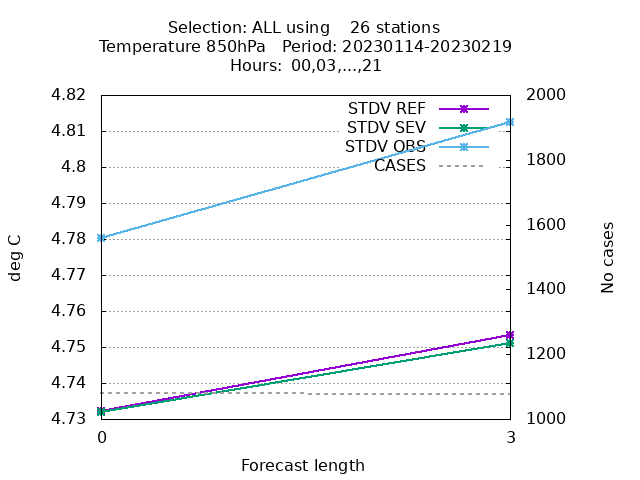 Selection: ALL using    26 stations
Temperature 850hPa   Period: 20230114-20230219
Hours:  00,03,...,21
4.82
4.81
4.8
4.79
4.78
4.77
4.76
4.75
4.74
4.73
deg C
STDV REF
STDV SEV
STDV OBS
CASES
2000
1800
1600
1400
1200
1000
No cases
0
3
Forecast length